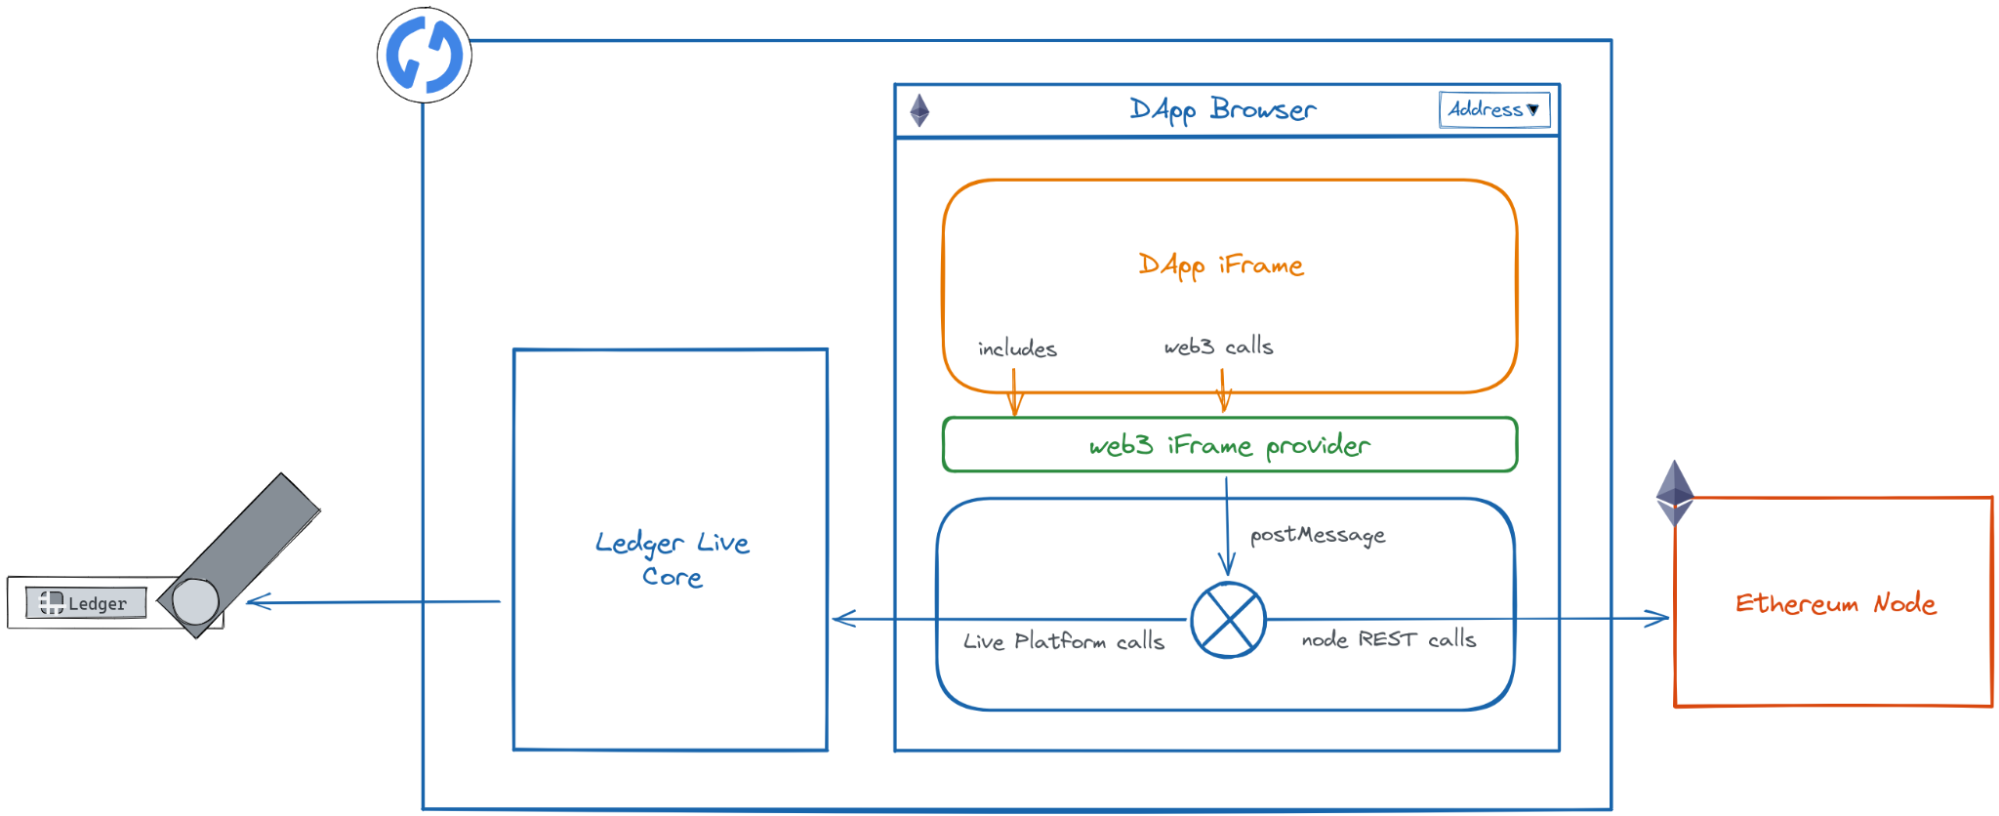 DApp Browser
Address
DApp iFrame
includes
web3 calls
web3 iFrame provider
postMessage
Ledger Live
Core
Ledger
Live Platform calls
node REST calls
Ethereum Node